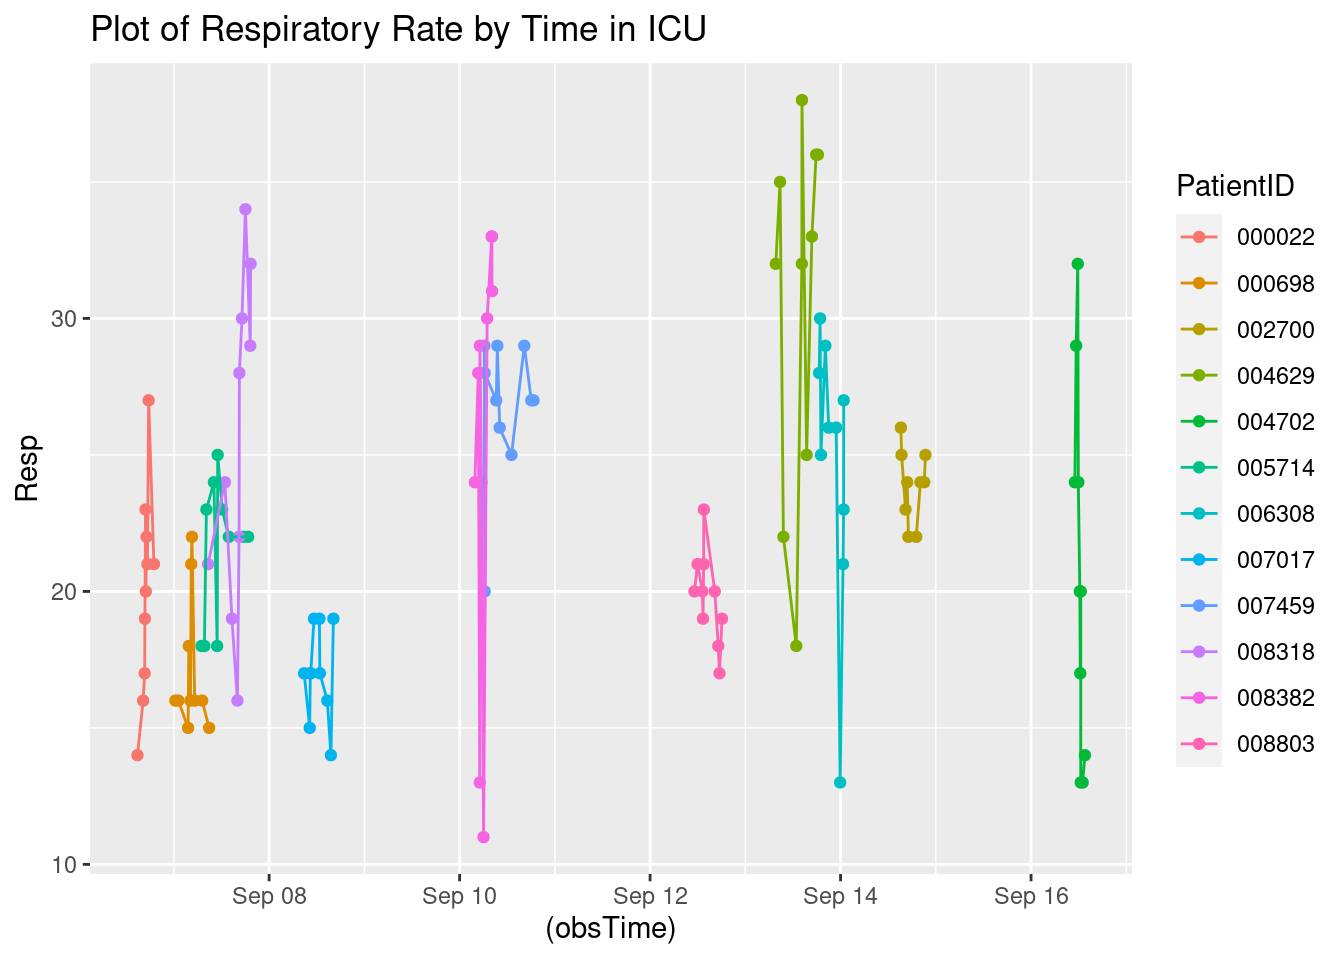 Plot of Respiratory Rate by Time in ICU
Resp
30
20
10
Sep 08
Sep 10
Sep 12
Sep 14
Sep 16
(obsTime)
PatientID
000022
000698
002700
004629
004702
005714
006308
007017
007459
008318
008382
008803